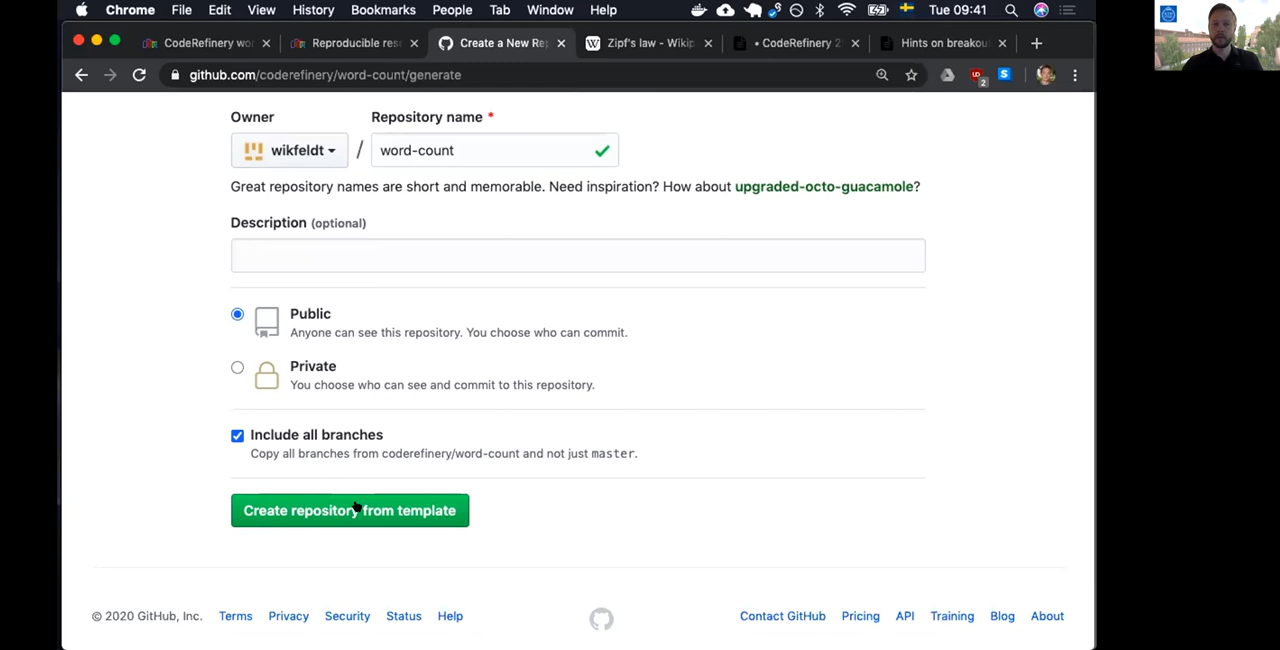 Chrome File Edit View History Bookmarks People Tab Window Help Tue 09:41
CodeRefinery wor Reproducible rese Create a New Rep Zipf's law - Wikip • CodeRefinery 2 Hints on breakou
github.com/coderefinery/word-count/generate
Owner Repository name *
wikfeldt / word-count
Great repository names are short and memorable. Need inspiration? How about upgraded-octo-guacamole?
Description (optional)
Public
Anyone can see this repository. You choose who can commit.
Private
You choose who can see and commit to this repository.
Include all branches
Copy all branches from coderefinery/word-count and not just master.
Create repository from template
© 2020 GitHub, Inc. Terms Privacy Security Status Help Contact GitHub Pricing API Training Blog About